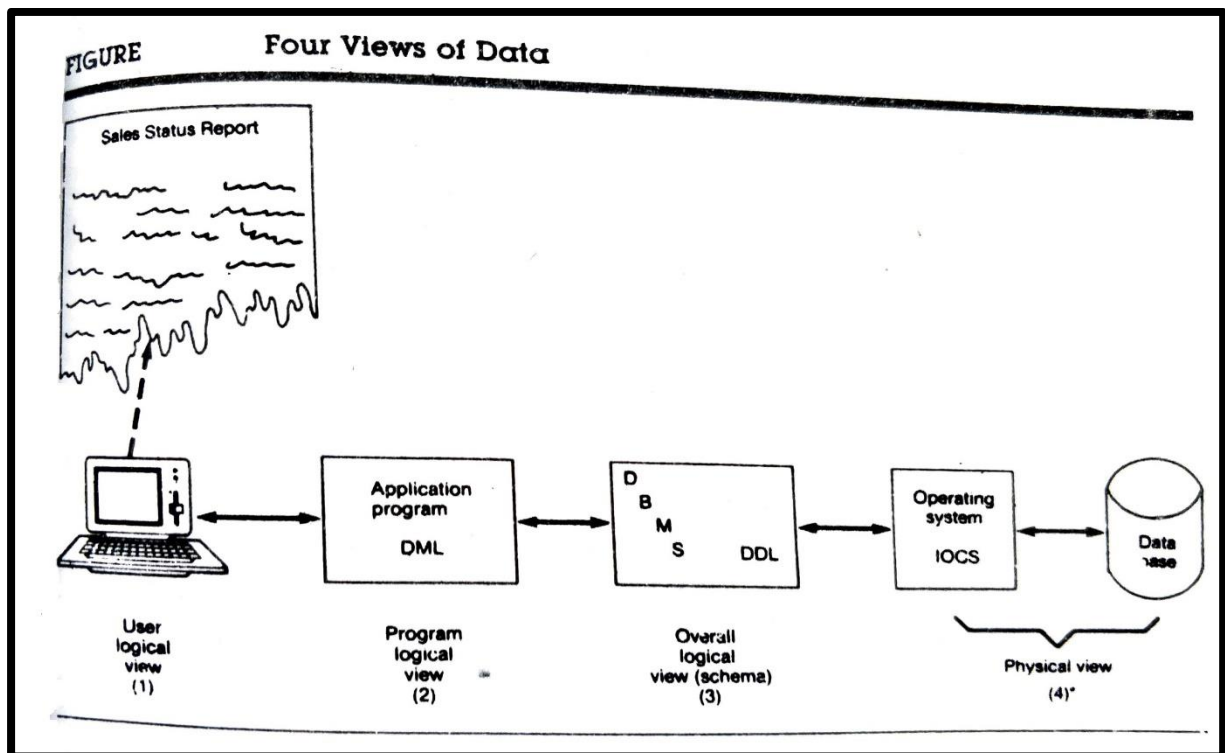 FIGURE Four Views of Data
Sales Status Report
Application
program
DML
D
B
M
S DDL
Operating
system
IOCS
Data
base
User
logical
view
(1)
Program
logical
view
(2)
Overall
logical
view (schema)
(3)
Physical view
(4)*